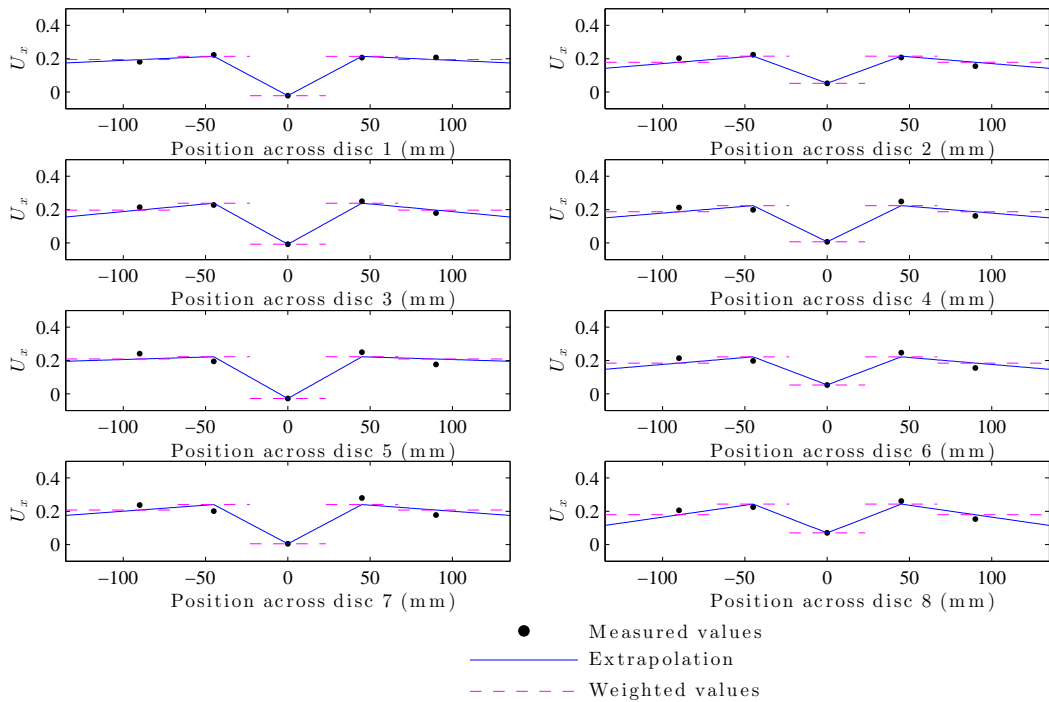 0.4
0.2
0
U_x
−100 −50 0 50 100
Position across disc 1 (mm)
0.4
0.2
0
U_x
−100 −50 0 50 100
Position across disc 2 (mm)
0.4
0.2
0
U_x
−100 −50 0 50 100
Position across disc 3 (mm)
0.4
0.2
0
U_x
−100 −50 0 50 100
Position across disc 4 (mm)
0.4
0.2
0
U_x
−100 −50 0 50 100
Position across disc 5 (mm)
0.4
0.2
0
U_x
−100 −50 0 50 100
Position across disc 6 (mm)
0.4
0.2
0
U_x
−100 −50 0 50 100
Position across disc 7 (mm)
0.4
0.2
0
U_x
−100 −50 0 50 100
Position across disc 8 (mm)
Measured values
Extrapolation
Weighted values